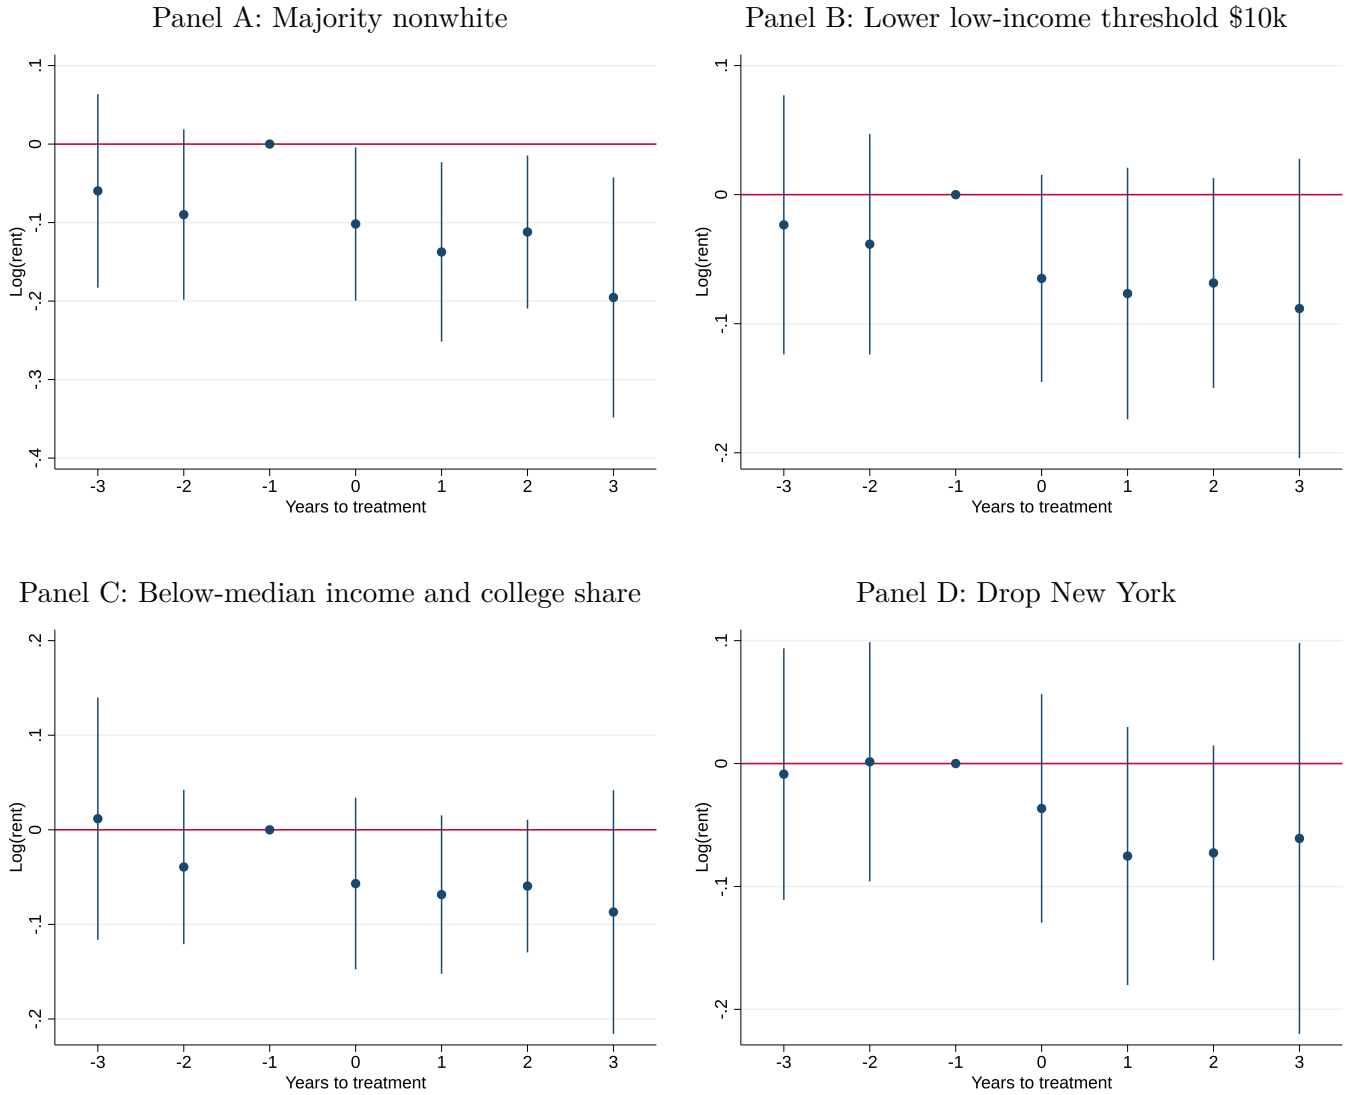 Panel A: Majority nonwhite
.1
0
-.1
-.2
-.3
-.4
Log(rent)
-3 -2 -1 0 1 2 3
Years to treatment
Panel B: Lower low-income threshold $10k
.1
0
-.1
-.2
Log(rent)
-3 -2 -1 0 1 2 3
Years to treatment
Panel C: Below-median income and college share
.2
.1
0
-.1
-.2
Log(rent)
-3 -2 -1 0 1 2 3
Years to treatment
Panel D: Drop New York
.1
0
-.1
-.2
Log(rent)
-3 -2 -1 0 1 2 3
Years to treatment